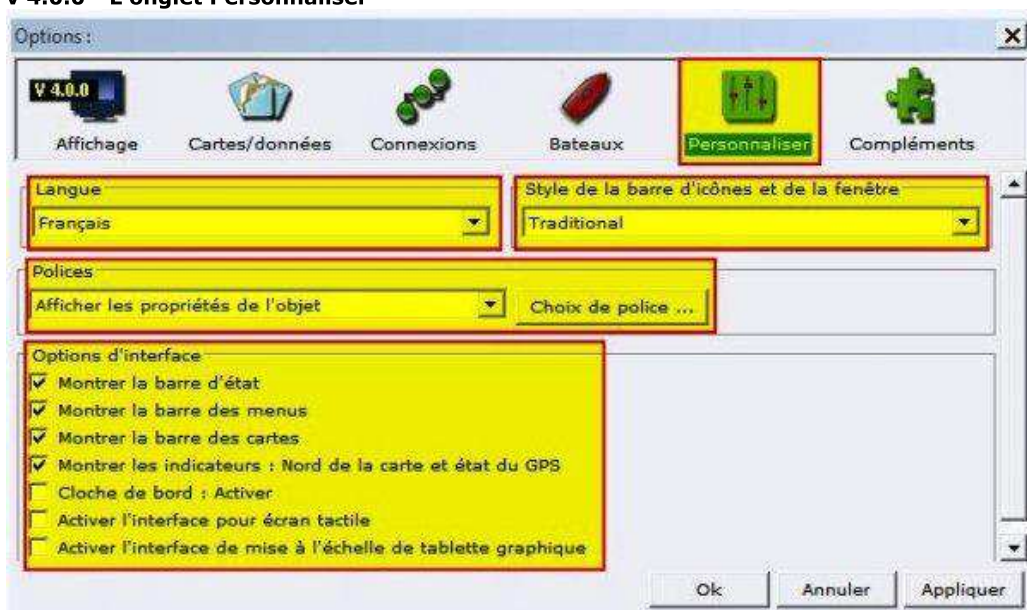 V 4.0.0 - L'onglet Personnaliser
Options :
V 4.0.0
Affichage Cartes/données Connexions Bateaux Personnaliser Compléments
Langue Style de la barre d'icônes et de la fenêtre
Français Traditional
Polices
Afficher les propriétés de l'objet Choix de police ...
Options d'interface
Montrer la barre d'état
Montrer la barre des menus
Montrer la barre des cartes
Montrer les indicateurs : Nord de la carte et état du GPS
Cloche de bord : Activer
Activer l'interface pour écran tactile
Activer l'interface de mise à l'échelle de tablette graphique
Ok Annuler Appliquer